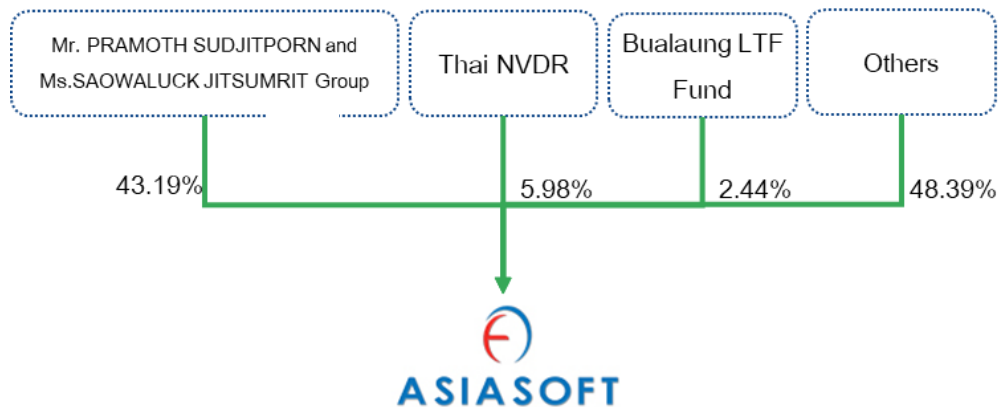 Mr. PRAMOTH SUDJITPORN and
Ms.SAOWALUCK JITSUMRIT Group
Thai NVDR
Bualaung LTF
Fund
Others
43.19%
5.98%
2.44%
48.39%
ASIASOFT